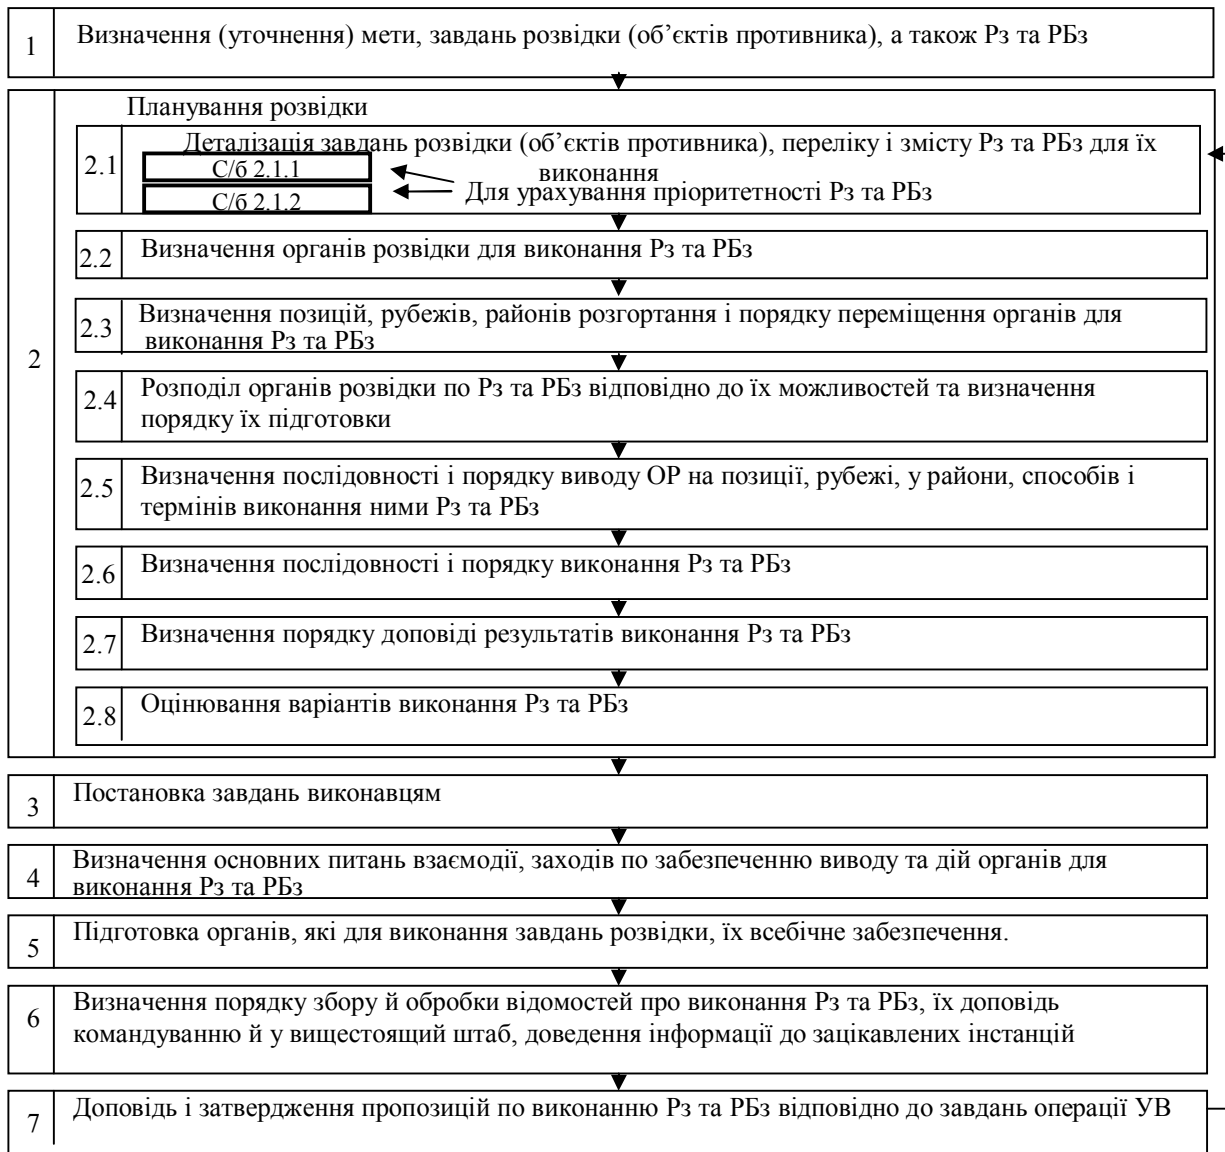 1
Визначення (уточнення) мети, завдань розвідки (об’єктів противника), а також Рз та РБз
2
Планування розвідки
2.1
Деталізація завдань розвідки (об’єктів противника), переліку і змісту Рз та РБз для їх
виконання
С/б 2.1.1
Для урахування пріоритетності Рз та РБз
С/б 2.1.2
2.2
Визначення органів розвідки для виконання Рз та РБз
2.3
Визначення позицій, рубежів, районів розгортання і порядку переміщення органів для
виконання Рз та РБз
2.4
Розподіл органів розвідки по Рз та РБз відповідно до їх можливостей та визначення
порядку їх підготовки
2.5
Визначення послідовності і порядку виводу ОР на позиції, рубежі, у райони, способів і
термінів виконання ними Рз та РБз
2.6
Визначення послідовності і порядку виконання Рз та РБз
2.7
Визначення порядку доповіді результатів виконання Рз та РБз
2.8
Оцінювання варіантів виконання Рз та РБз
3
Постановка завдань виконавцям
4
Визначення основних питань взаємодії, заходів по забезпеченню виводу та дій органів для
виконання Рз та РБз
5
Підготовка органів, які для виконання завдань розвідки, їх всебічне забезпечення.
6
Визначення порядку збору й обробки відомостей про виконання Рз та РБз, їх доповідь
командуванню й у вищестоящий штаб, доведення інформації до зацікавлених інстанцій
7
Доповідь і затвердження пропозицій по виконанню Рз та РБз відповідно до завдань операції УВ